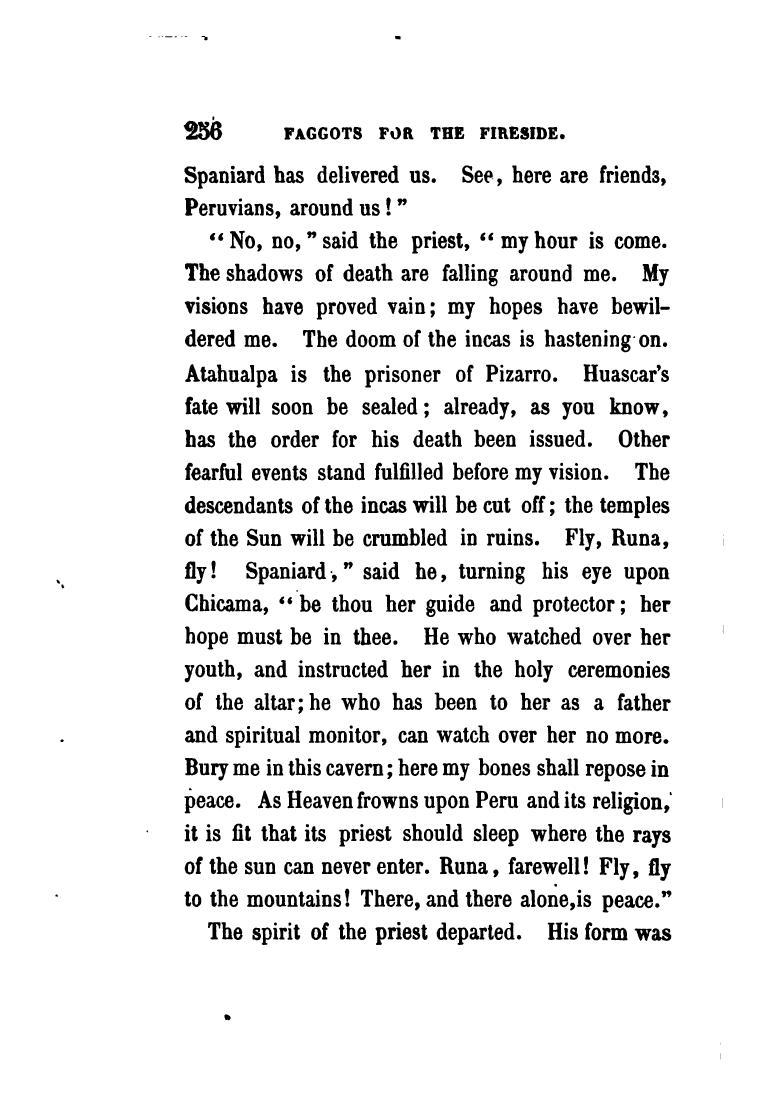 256 FAGGOTS FOR THE FIRESIDE.
Spaniard has delivered us. See, here are friends,
Peruvians, around us!"
"No, no," said the priest, "my hour is come.
The shadows of death are falling around me. My
visions have proved vain; my hopes have bewil-
dered me. The doom of the incas is hastening on.
Atahualpa is the prisoner of Pizarro. Huascar's
fate will soon be sealed; already, as you know,
has the order for his death been issued. Other
fearful events stand fulfilled before my vision. The
descendants of the incas will be cut off; the temples
of the Sun will be crumbled in ruins. Fly, Runa,
fly! Spaniard," said he, turning his eye upon
Chicama, "be thou her guide and protector; her
hope must be in thee. He who watched over her
youth, and instructed her in the holy ceremonies
of the altar; he who has been to her as a father
and spiritual monitor, can watch over her no more.
Bury me in this cavern; here my bones shall repose in
peace. As Heaven frowns upon Peru and its religion,
it is fit that its priest should sleep where the rays
of the sun can never enter. Runa, farewell! Fly, fly
to the mountains! There, and there alone, is peace."
The spirit of the priest departed. His form was